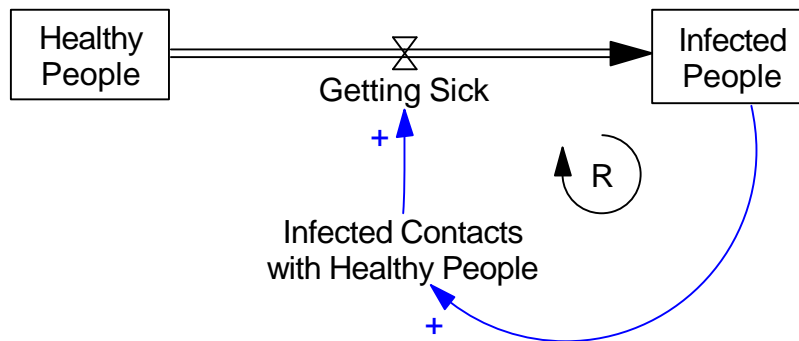 Healthy
People
Infected
People
Getting Sick
+
R
Infected Contacts
with Healthy People
+